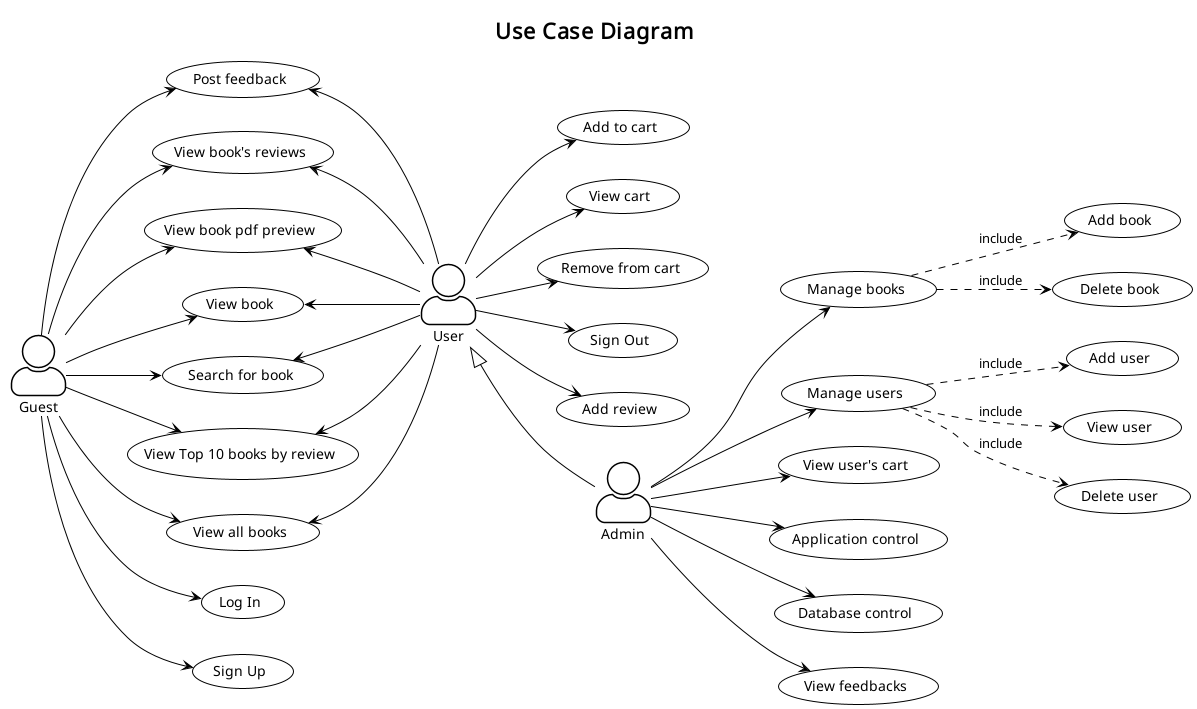 Use Case Diagram
Post feedback
View book's reviews
View book pdf preview
View book
Search for book
View Top 10 books by review
View all books
Log In
Sign Up
Guest
User
Add to cart
View cart
Remove from cart
Sign Out
Add review
Admin
Manage books
Manage users
View user's cart
Application control
Database control
View feedbacks
include
include
include
include
include
Add book
Delete book
Add user
View user
Delete user